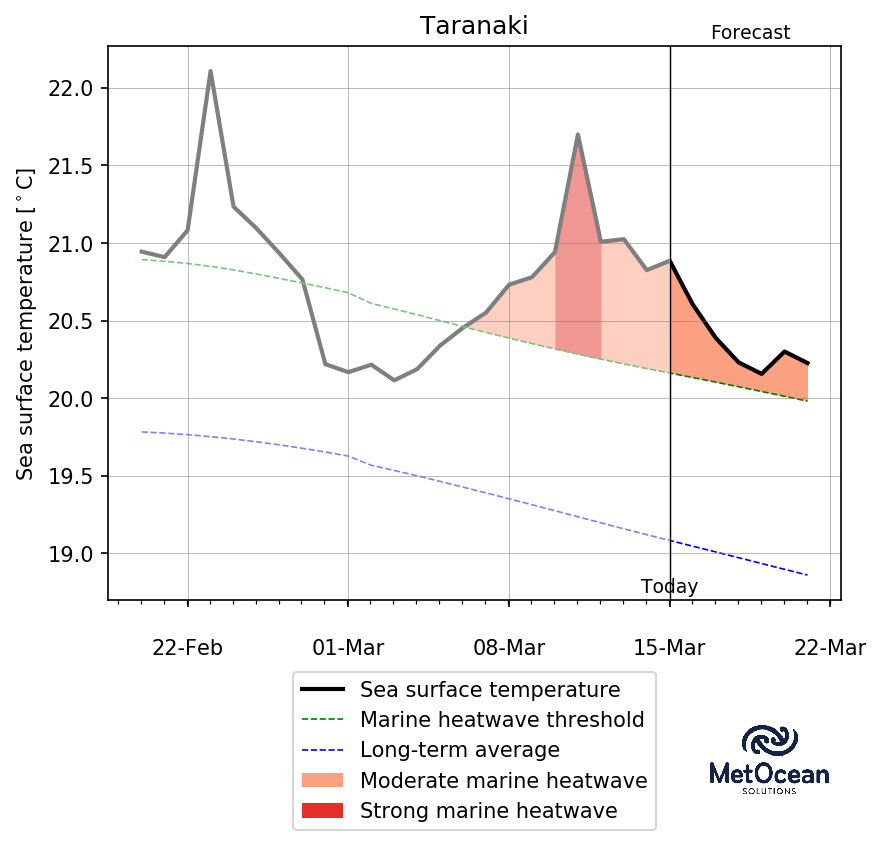 Taranaki
Forecast
Sea surface temperature [°C]
22.0
21.5
21.0
20.5
20.0
19.5
19.0
Today
22-Feb
01-Mar
08-Mar
15-Mar
22-Mar
Sea surface temperature
Marine heatwave threshold
Long-term average
Moderate marine heatwave
Strong marine heatwave
MetOcean
SOLUTIONS